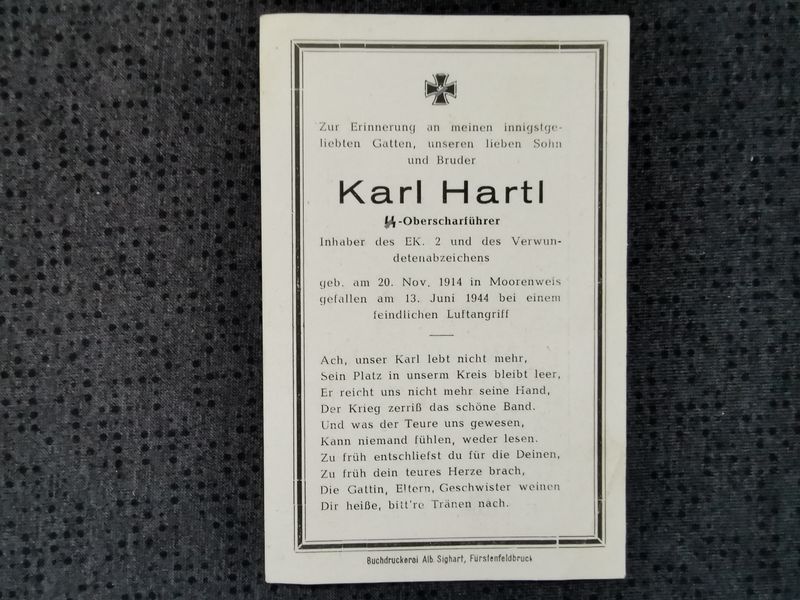 Zur Erinnerung an meinen innigstge-
liebten Gatten, unseren lieben Sohn
und Bruder
Karl Hartl
SS-Oberscharführer
Inhaber des EK. 2 und des Verwun-
detenabzeichens
geb. am 20. Nov. 1914 in Moorenweis
gefallen am 13. Juni 1944 bei einem
feindlichen Luftangriff
Ach, unser Karl lebt nicht mehr,
Sein Platz in unserm Kreis bleibt leer,
Er reicht uns nicht mehr seine Hand,
Der Krieg zerriß das schöne Band.
Und was der Teure uns gewesen,
Kann niemand fühlen, weder lesen.
Zu früh entschliefst du für die Deinen,
Zu früh dein teures Herze brach,
Die Gattin, Eltern, Geschwister weinen
Dir heiße, bitt're Tränen nach.
Buchdruckerei Alb. Sighart, Fürstenfeldbruck